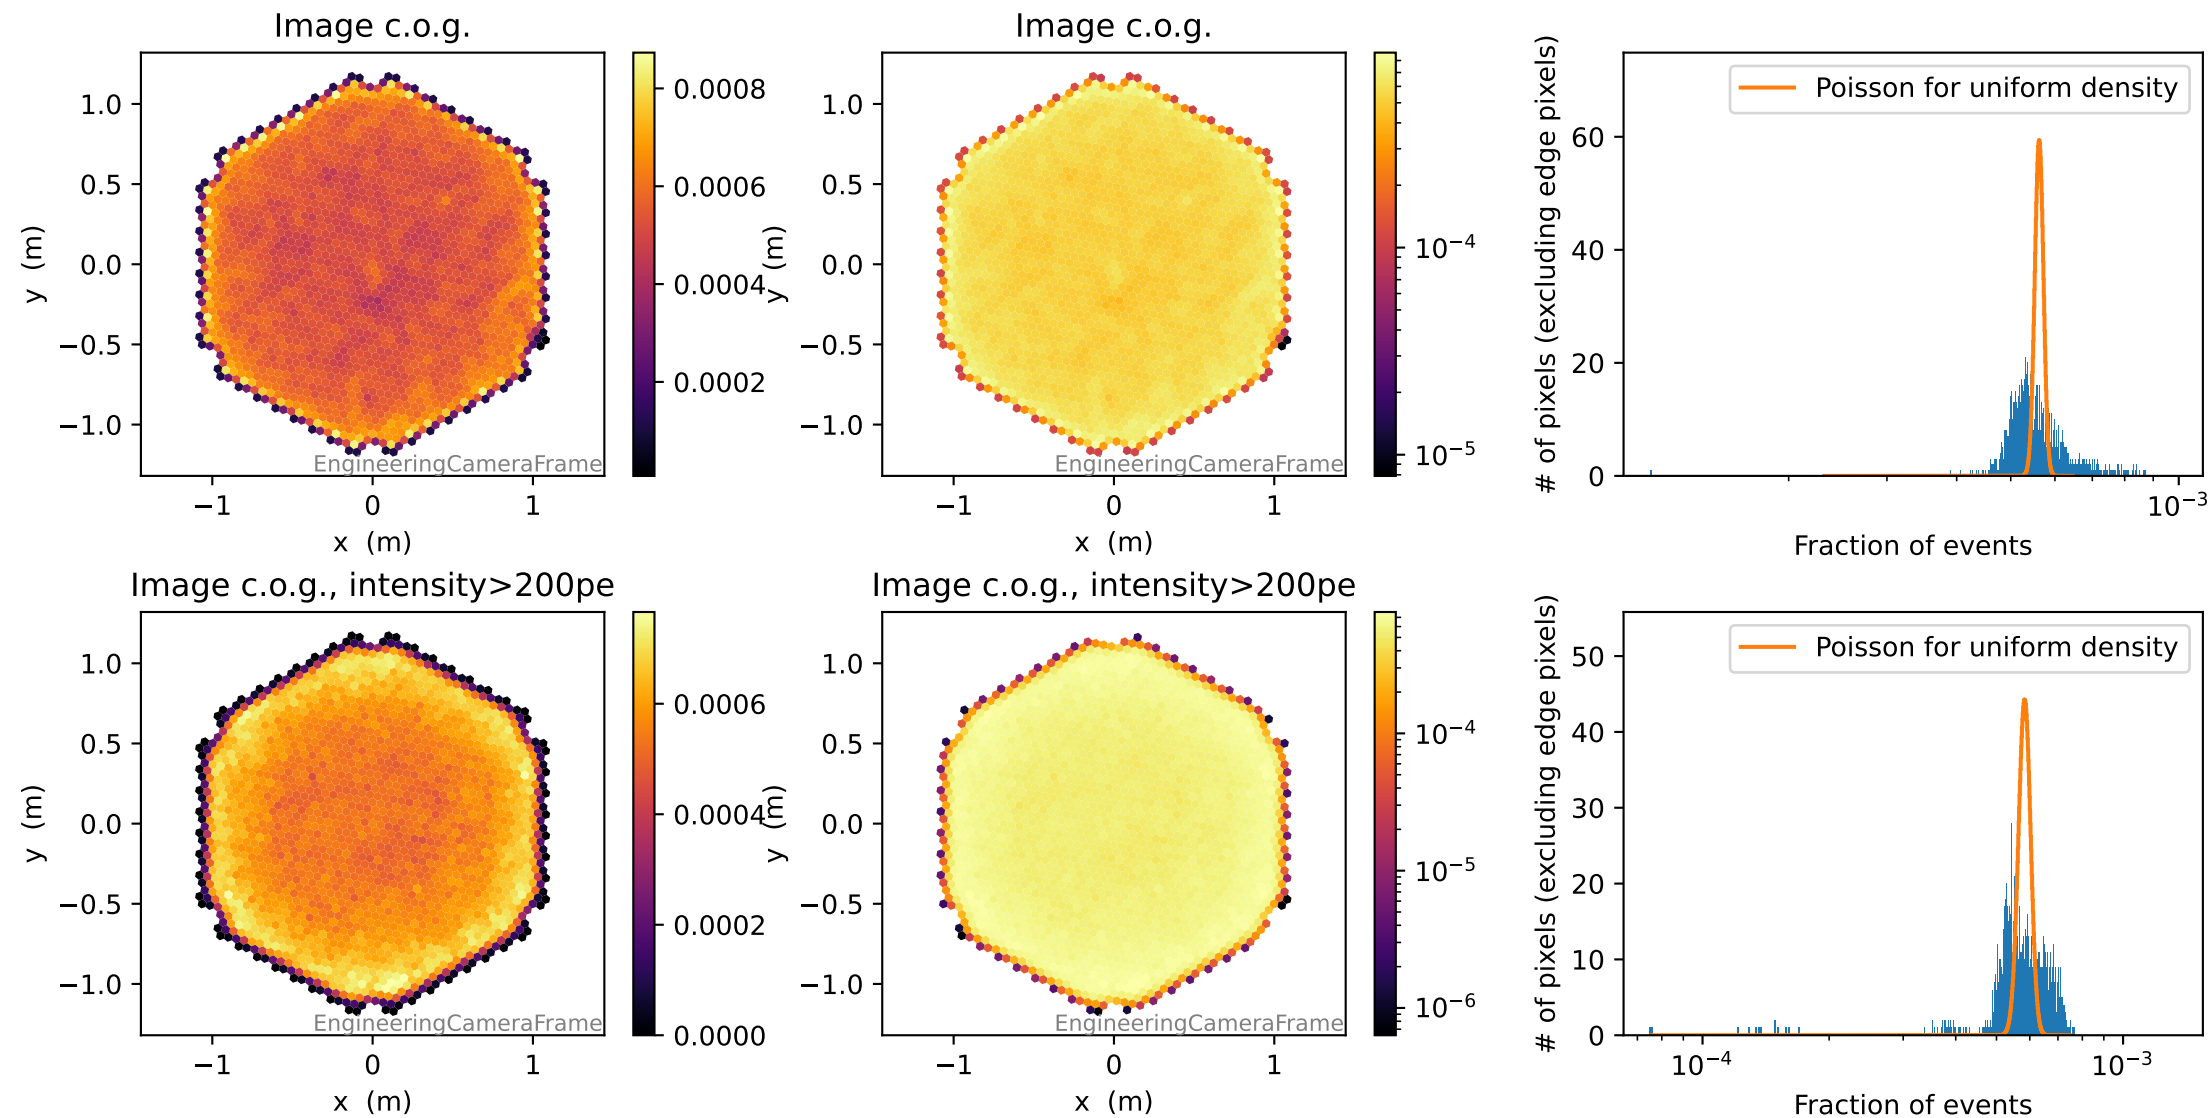 Image c.o.g.
1.0
0.5
0.0
−0.5
−1.0
y (m)
−1
0
1
x (m)
EngineeringCameraFrame
0.0008
0.0006
0.0004
0.0002
Image c.o.g.
1.0
0.5
0.0
−0.5
−1.0
y (m)
−1
0
1
x (m)
EngineeringCameraFrame
10−4
10−5
# of pixels (excluding edge pixels)
60
40
20
0
Poisson for uniform density
10−3
Fraction of events
Image c.o.g., intensity>200pe
1.0
0.5
0.0
−0.5
−1.0
y (m)
−1
0
1
x (m)
EngineeringCameraFrame
0.0006
0.0004
0.0002
0.0000
Image c.o.g., intensity>200pe
1.0
0.5
0.0
−0.5
−1.0
y (m)
−1
0
1
x (m)
EngineeringCameraFrame
10−4
10−5
10−6
# of pixels (excluding edge pixels)
50
40
30
20
10
0
Poisson for uniform density
10−4
10−3
Fraction of events